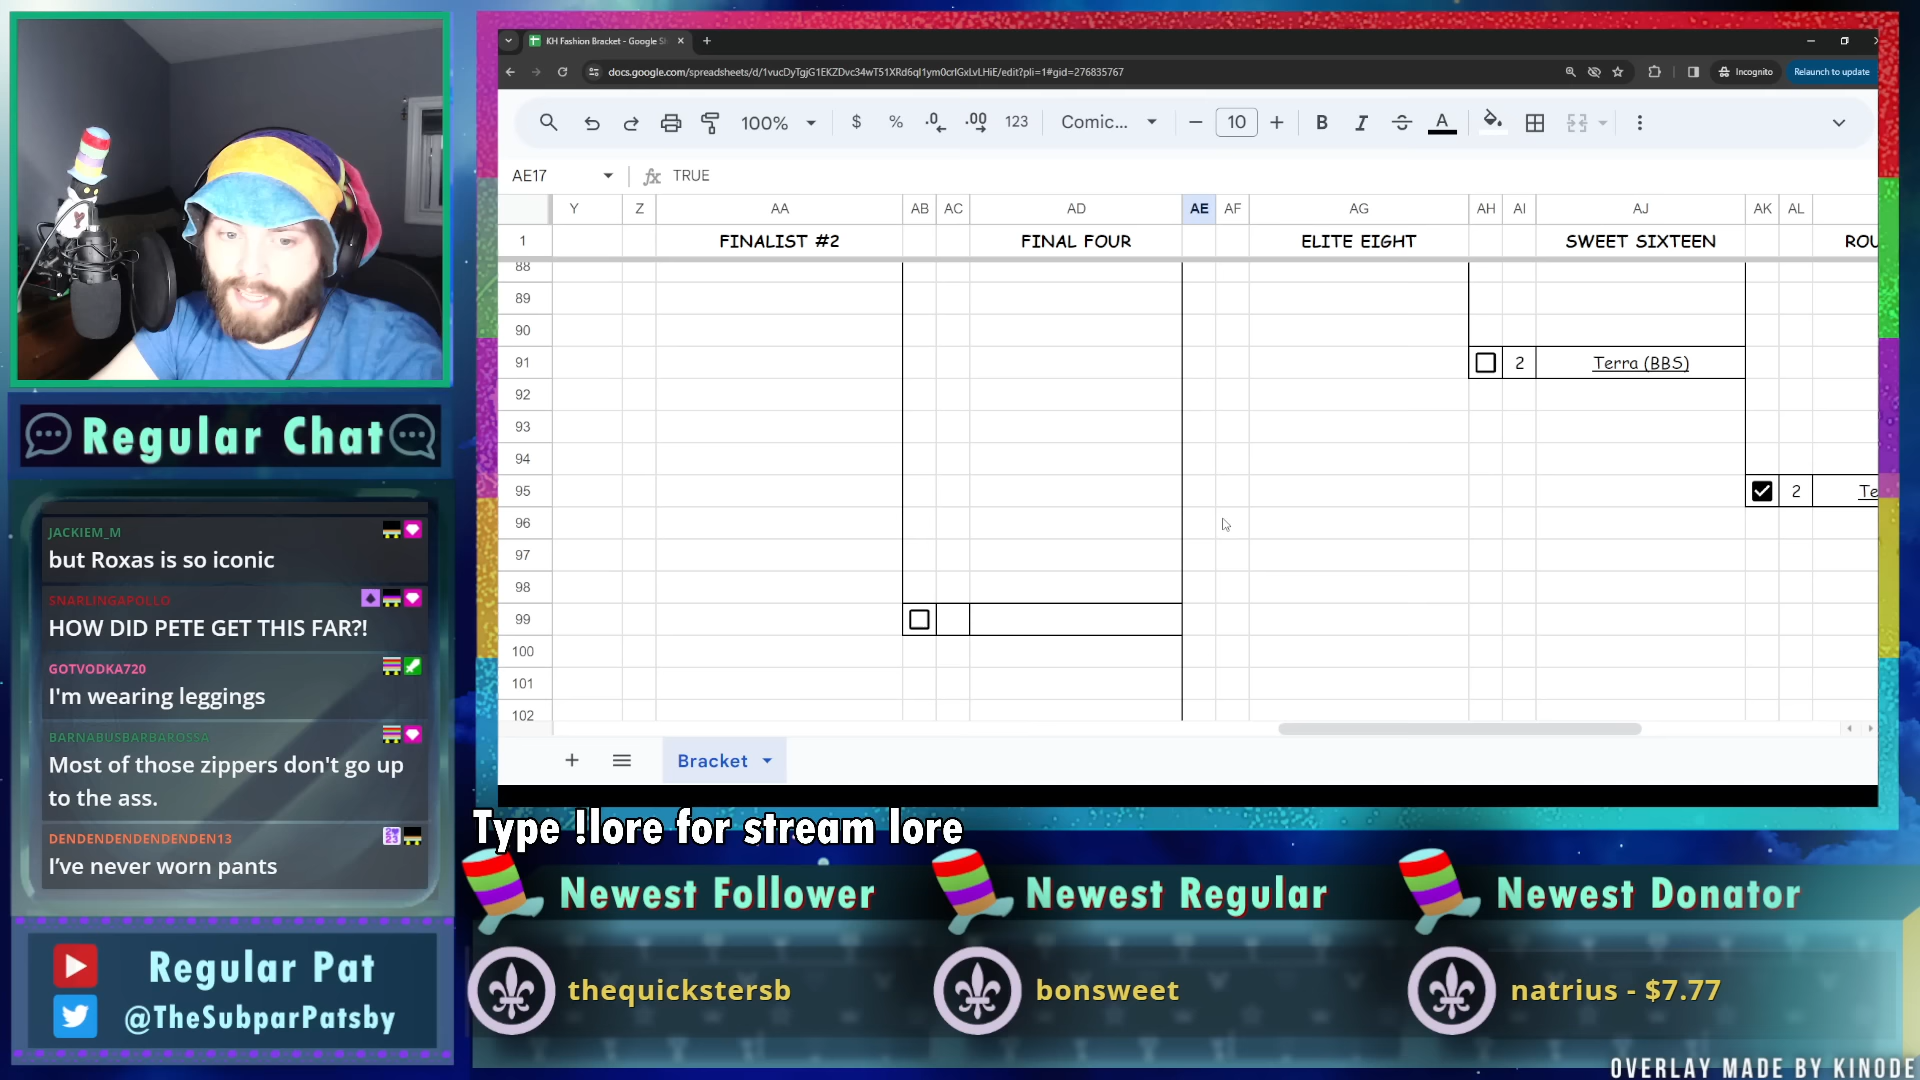 KH Fashion Bracket - Google S
docs.google.com/spreadsheets/d/1vucDyTgjG1EKZDvc34wT51XRd6qI1ym0crIGxLvLHiE/edit?pli=1#gid=276835767
Incognito
Relaunch to update
100%
$
%
.0
.00
123
Comic...
10
B
I
A
AE17
fx
TRUE
Y Z AA AB AC AD AE AF AG AH AI AJ AK AL
1 FINALIST #2 FINAL FOUR ELITE EIGHT SWEET SIXTEEN ROU
88
89
90
91 2 Terra (BBS)
92
93
94
95 2 Te
96
97
98
99
100
101
102
Bracket
Regular Chat
JACKIEM_M
but Roxas is so iconic
SNARLINGAPOLLO
HOW DID PETE GET THIS FAR?!
GOTVODKA720
I'm wearing leggings
BARNABUSBARBAROSSA
Most of those zippers don't go up
to the ass.
DENDENDENDENDENDEN13
I've never worn pants
Regular Pat
@TheSubparPatsby
Type !lore for stream lore
Newest Follower
thequickstersb
Newest Regular
bonsweet
Newest Donator
natrius - $7.77
OVERLAY MADE BY KINODE